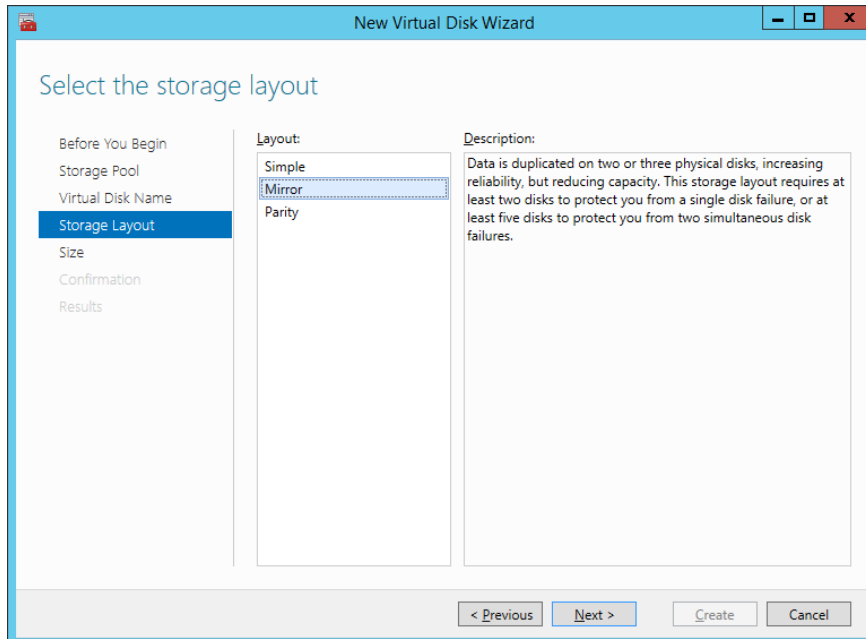 New Virtual Disk Wizard
Select the storage layout
Before You Begin
Storage Pool
Virtual Disk Name
Storage Layout
Size
Confirmation
Results
Layout:
Simple
Mirror
Parity
Description:
Data is duplicated on two or three physical disks, increasing
reliability, but reducing capacity. This storage layout requires at
least two disks to protect you from a single disk failure, or at
least five disks to protect you from two simultaneous disk
failures.
< Previous
Next >
Create
Cancel